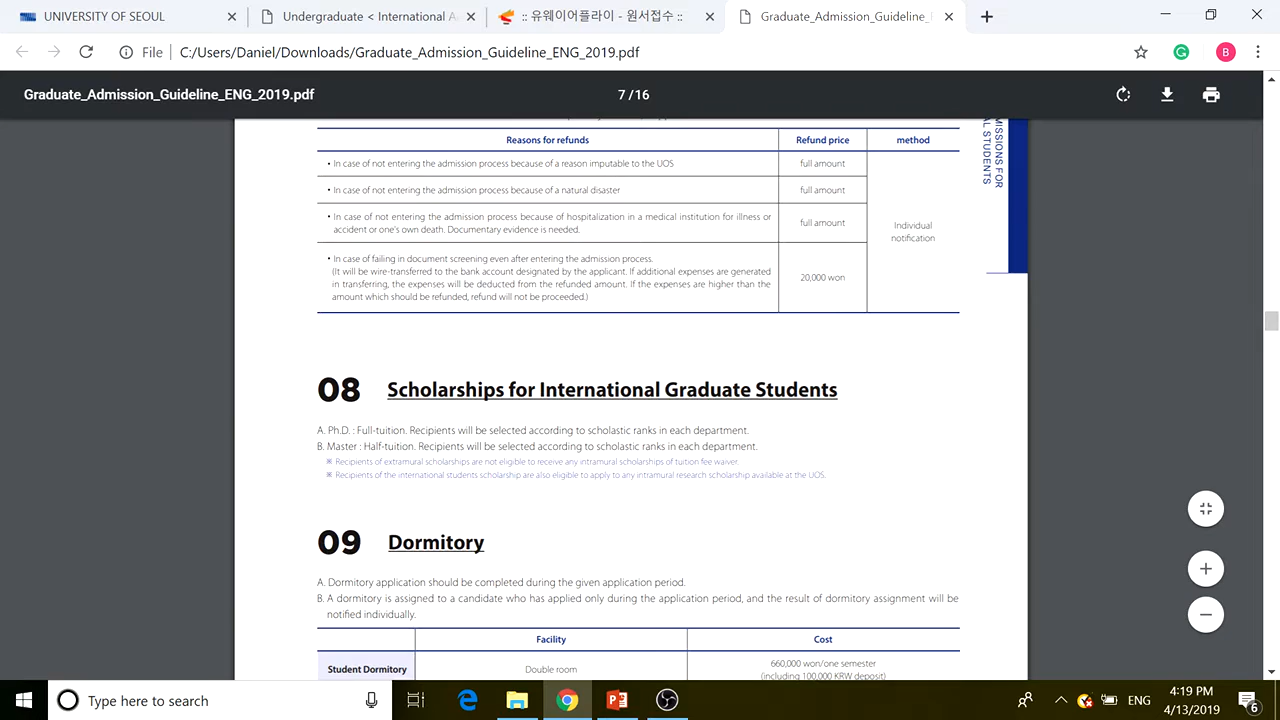 UNIVERSITY OF SEOUL
Undergraduate < International A
:: 유웨이어플라이 - 원서접수 ::
Graduate_Admission_Guideline_
File
C:/Users/Daniel/Downloads/Graduate_Admission_Guideline_ENG_2019.pdf
B
Graduate_Admission_Guideline_ENG_2019.pdf
7 / 16
MISSIONS FOR
AL STUDENTS
Reasons for refunds
Refund price
method
• In case of not entering the admission process because of a reason imputable to the UOS
full amount
• In case of not entering the admission process because of a natural disaster
full amount
• In case of not entering the admission process because of hospitalization in a medical institution for illness or
accident or one's own death. Documentary evidence is needed.
full amount
Individual
notification
• In case of failing in document screening even after entering the admission process.
(It will be wire-transferred to the bank account designated by the applicant. If additional expenses are generated
in transferring, the expenses will be deducted from the refunded amount. If the expenses are higher than the
amount which should be refunded, refund will not be proceeded.)
20,000 won
08 Scholarships for International Graduate Students
A. Ph.D. : Full-tuition. Recipients will be selected according to scholastic ranks in each department.
B. Master : Half-tuition. Recipients will be selected according to scholastic ranks in each department.
※ Recipients of extramural scholarships are not eligible to receive any intramural scholarships of tuition fee waiver.
※ Recipients of the international students scholarship are also eligible to apply to any intramural research scholarship available at the UOS.
09 Dormitory
A. Dormitory application should be completed during the given application period.
B. A dormitory is assigned to a candidate who has applied only during the application period, and the result of dormitory assignment will be
notified individually.
Facility
Cost
Student Dormitory
Double room
660,000 won/one semester
(including 100,000 KRW deposit)
Type here to search
ENG
4:19 PM
4/13/2019
6